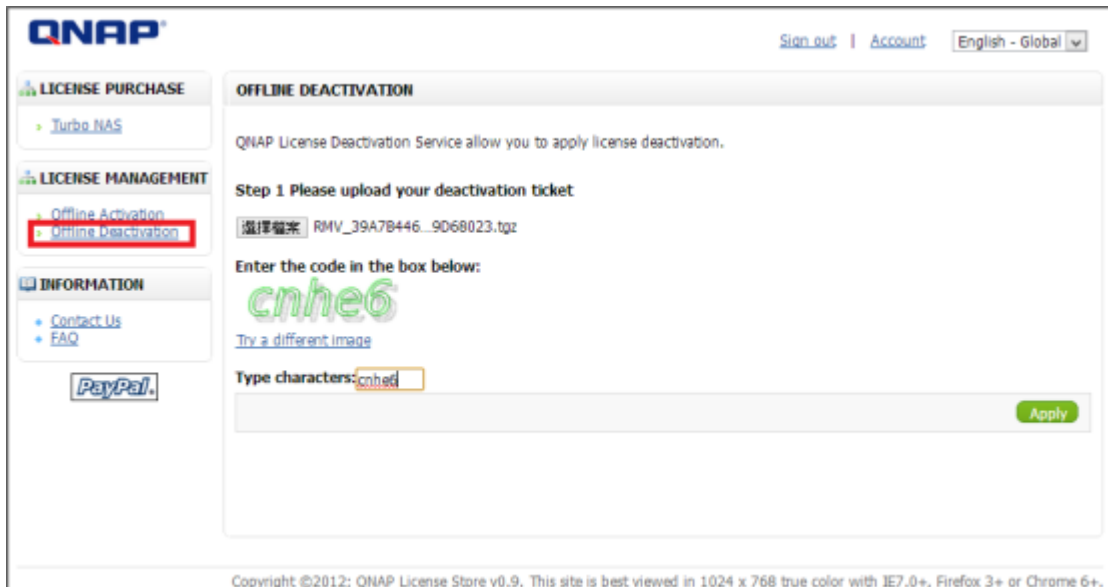 QNAP
Sign out | Account English - Global
LICENSE PURCHASE
Turbo NAS
LICENSE MANAGEMENT
Offline Activation
Offline Deactivation
INFORMATION
Contact Us
FAQ
PayPal.
OFFLINE DEACTIVATION
QNAP License Deactivation Service allow you to apply license deactivation.
Step 1 Please upload your deactivation ticket
選擇檔案 RMV_39A7B446...9D68023.tgz
Enter the code in the box below:
cnhe6
Try a different image
Type characters: cnhe6
Apply
Copyright ©2012; QNAP License Store v0.9. This site is best viewed in 1024 x 768 true color with IE7.0+, Firefox 3+ or Chrome 6+.